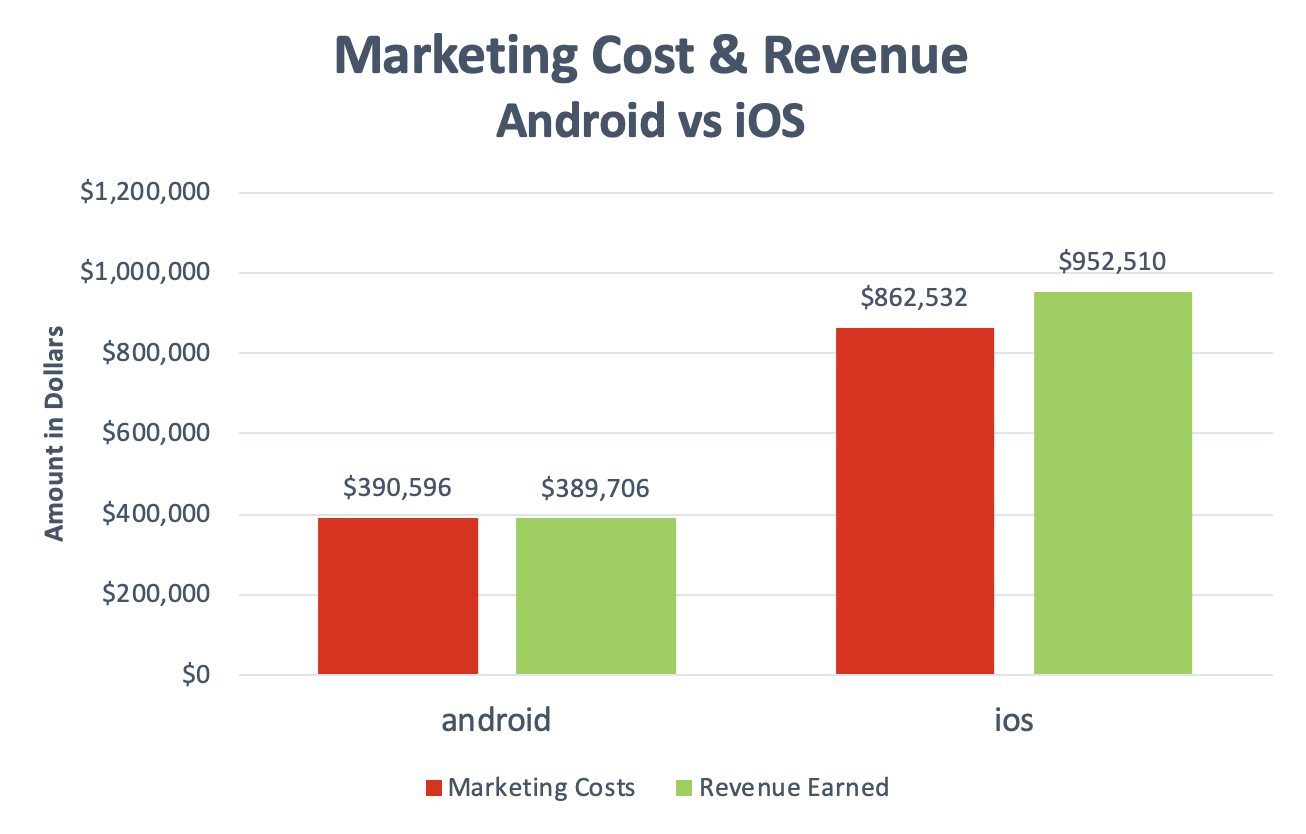 Marketing Cost & Revenue
Android vs iOS
$1,200,000
$1,000,000
$800,000
$600,000
$400,000
$200,000
$0
Amount in Dollars
$390,596
$389,706
$862,532
$952,510
android
ios
Marketing Costs
Revenue Earned